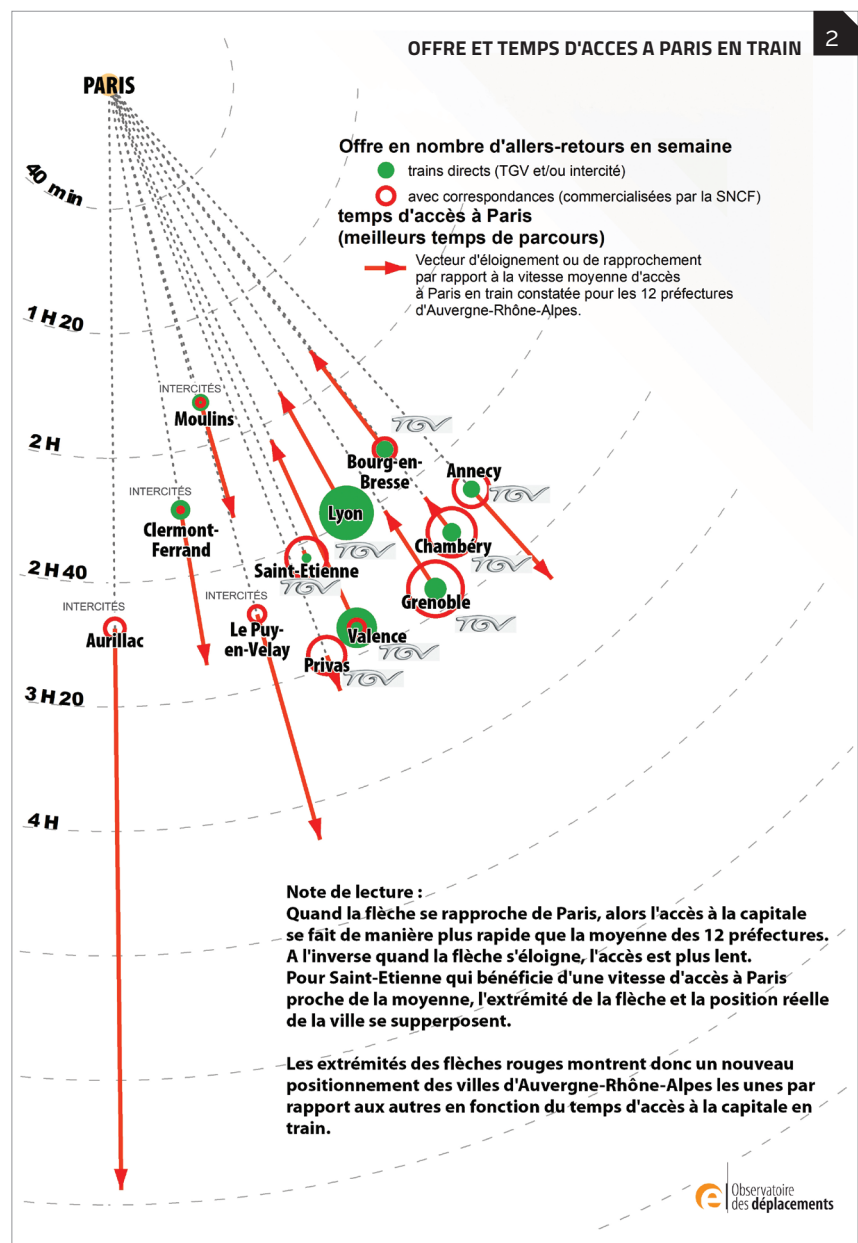 2
OFFRE ET TEMPS D'ACCES A PARIS EN TRAIN
PARIS
Offre en nombre d'allers-retours en semaine
trains directs (TGV et/ou intercité)
avec correspondances (commercialisées par la SNCF)
temps d'accès à Paris
(meilleurs temps de parcours)
Vecteur d'éloignement ou de rapprochement
par rapport à la vitesse moyenne d'accès
à Paris en train constatée pour les 12 préfectures
d'Auvergne-Rhône-Alpes.
40 min
1 H 20
2 H
2 H 40
3 H 20
4 H
INTERCITÉS
Moulins
TGV
Bourg-en-
Bresse
Annecy
TGV
INTERCITÉS
Clermont-
Ferrand
Lyon
TGV
Chambéry
TGV
Saint-Etienne
TGV
Grenoble
TGV
INTERCITÉS
Aurillac
INTERCITÉS
Le Puy-
en-Velay
Valence
TGV
Privas
TGV
Note de lecture :
Quand la flèche se rapproche de Paris, alors l'accès à la capitale
se fait de manière plus rapide que la moyenne des 12 préfectures.
A l'inverse quand la flèche s'éloigne, l'accès est plus lent.
Pour Saint-Etienne qui bénéficie d'une vitesse d'accès à Paris
proche de la moyenne, l'extrémité de la flèche et la position réelle
de la ville se supperposent.
Les extrémités des flèches rouges montrent donc un nouveau
positionnement des villes d'Auvergne-Rhône-Alpes les unes par
rapport aux autres en fonction du temps d'accès à la capitale en
train.
e
Observatoire
des déplacements